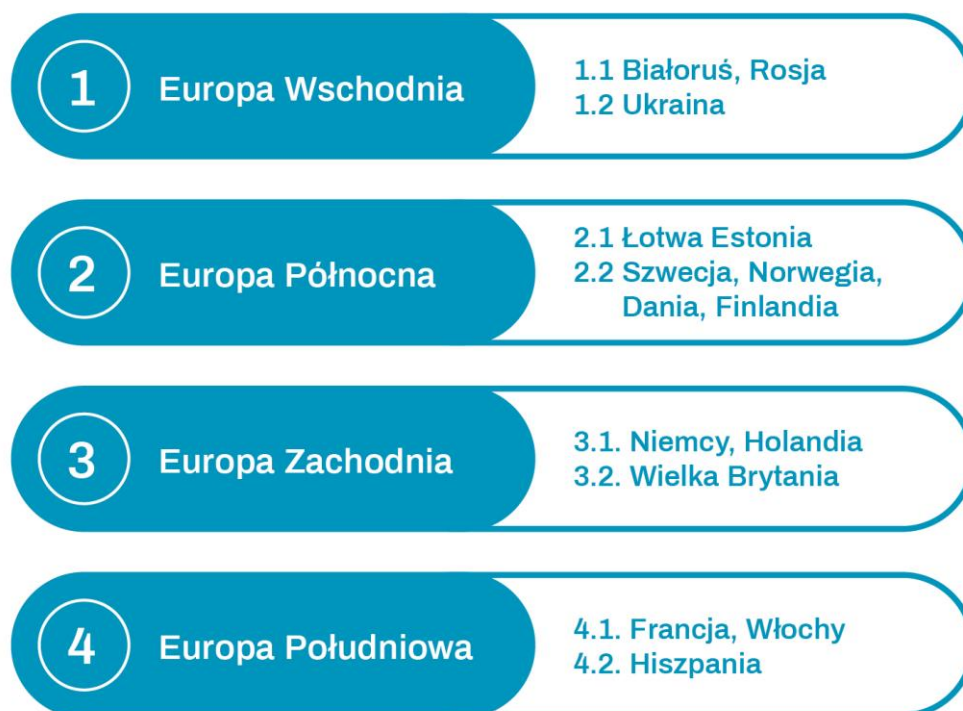 1
Europa Wschodnia
1.1 Białoruś, Rosja
1.2 Ukraina
2
Europa Północna
2.1 Łotwa Estonia
2.2 Szwecja, Norwegia,
Dania, Finlandia
3
Europa Zachodnia
3.1. Niemcy, Holandia
3.2. Wielka Brytania
4
Europa Południowa
4.1. Francja, Włochy
4.2. Hiszpania